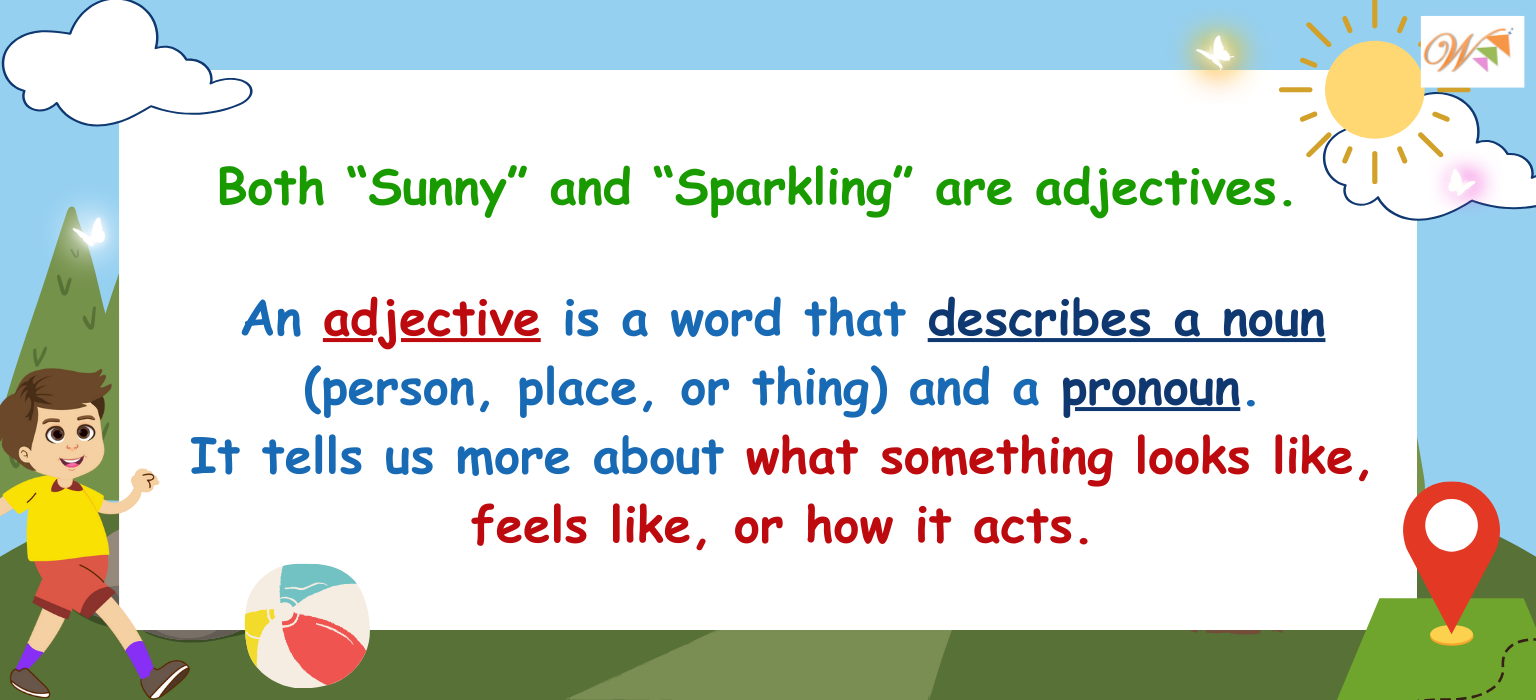 Both “Sunny” and “Sparkling” are adjectives.
An adjective is a word that describes a noun
(person, place, or thing) and a pronoun.
It tells us more about what something looks like,
feels like, or how it acts.
W